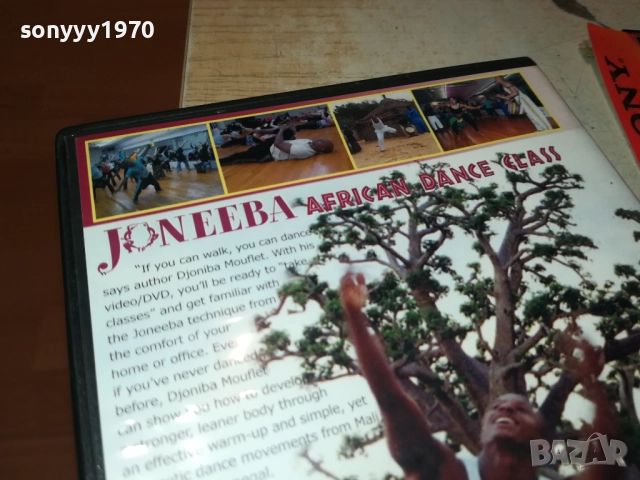 sonyyy1970
JONEEBA AFRICAN DANCE CLASS
"If you can walk, you can dance,"
says author Djoniba Mouflet. With his
video/DVD, you'll be ready to "take
classes" and get familiar with
the Joneeba technique from
the comfort of your
home or office. Even
if you've never danced
before, Djoniba Mouflet
can show you how to develop
stronger, leaner body through
an effective warm-up and simple, yet
dance movements from Mali
BAZAR